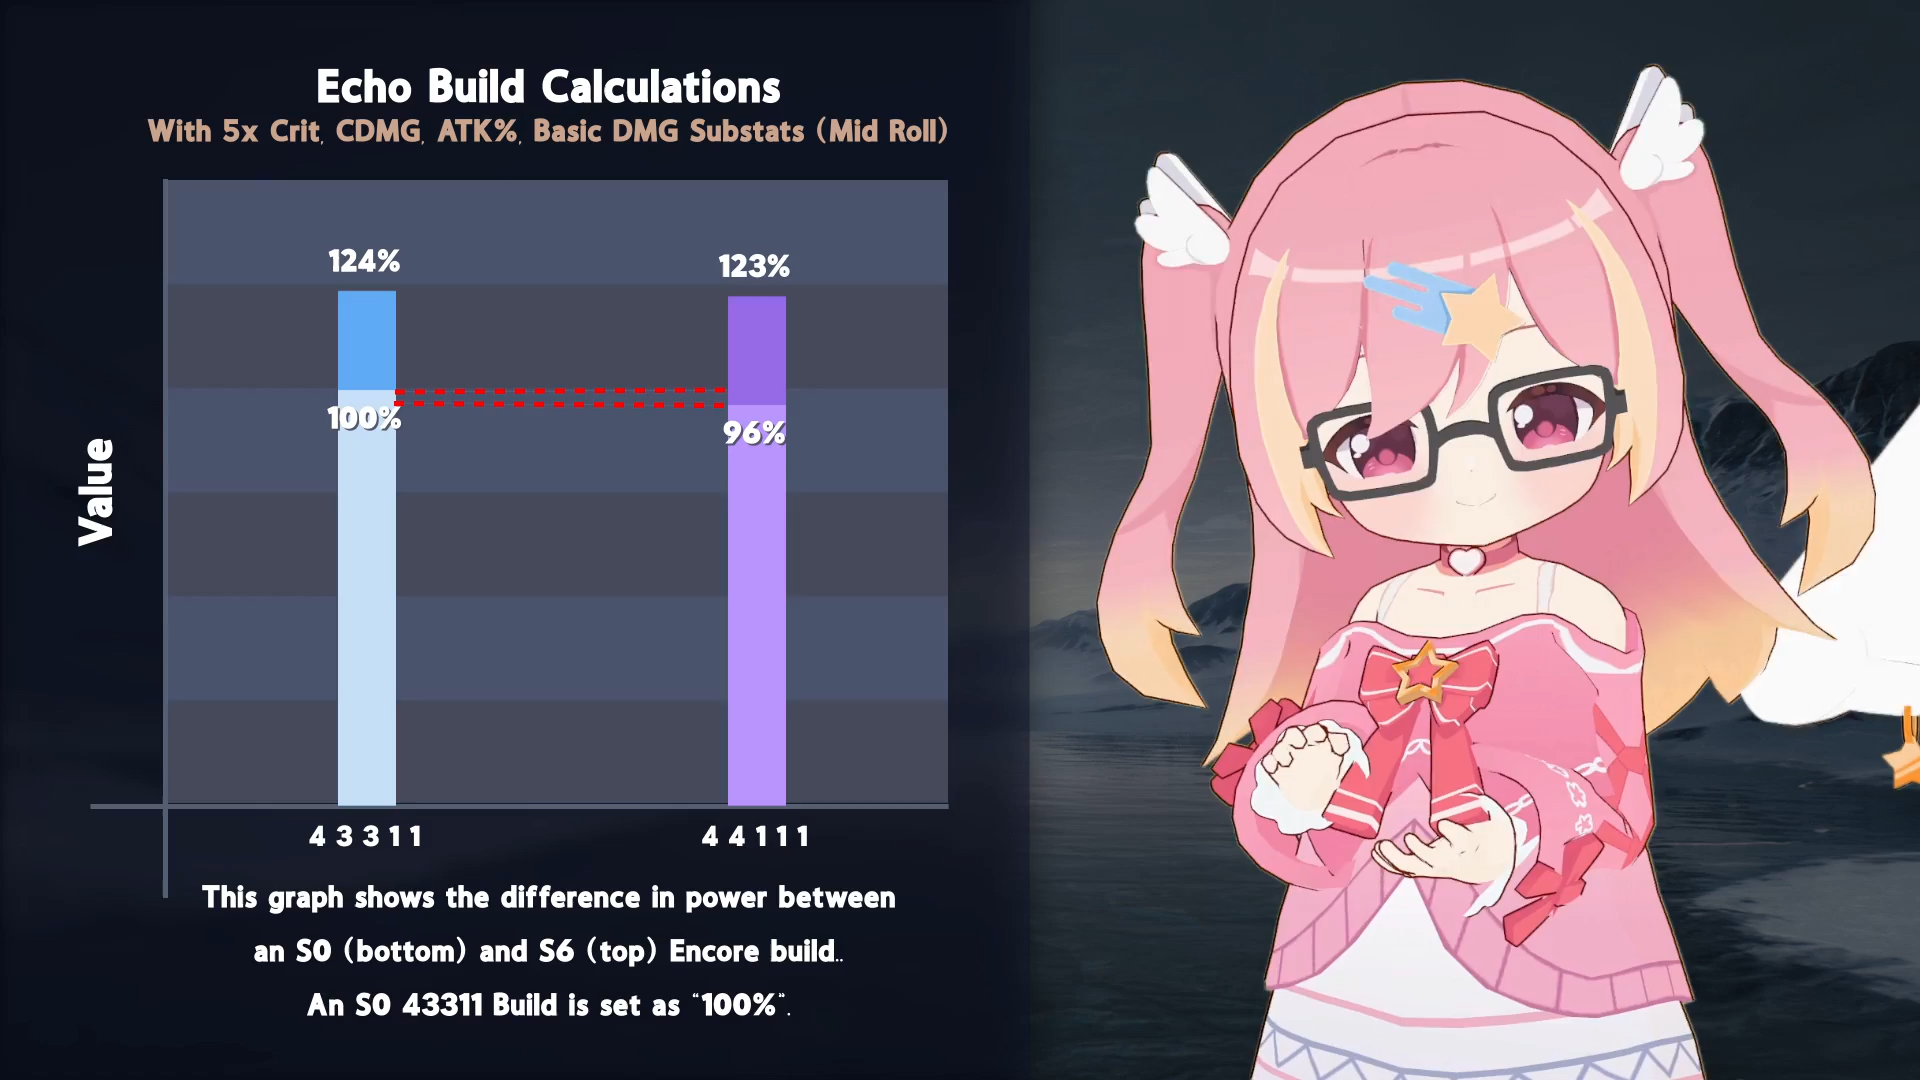 Echo Build Calculations
With 5x Crit, CDMG, ATK%, Basic DMG Substats (Mid Roll)
124%
123%
100%
96%
Value
4 3 3 1 1
4 4 1 1 1
This graph shows the difference in power between
an S0 (bottom) and S6 (top) Encore build..
An S0 43311 Build is set as "100%".